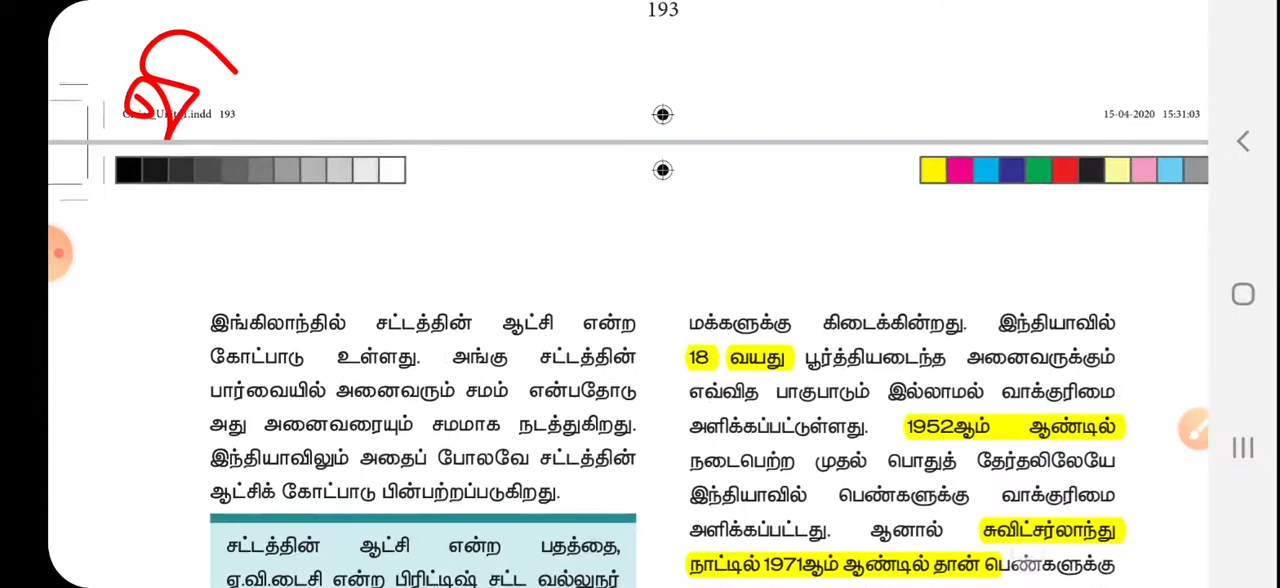 193
indd 193
15-04-2020 15:31:03
இங்கிலாந்தில் சட்டத்தின் ஆட்சி என்ற
கோட்பாடு உள்ளது. அங்கு சட்டத்தின்
பார்வையில் அனைவரும் சமம் என்பதோடு
அது அனைவரையும் சமமாக நடத்துகிறது.
இந்தியாவிலும் அதைப் போலவே சட்டத்தின்
ஆட்சிக் கோட்பாடு பின்பற்றப்படுகிறது.
சட்டத்தின் ஆட்சி என்ற பதத்தை,
ஏ.வி.டைசி என்ற பிரிட்டிஷ் சட்ட வல்லுநர்
மக்களுக்கு கிடைக்கின்றது. இந்தியாவில்
18 வயது பூர்த்தியடைந்த அனைவருக்கும்
எவ்வித பாகுபாடும் இல்லாமல் வாக்குரிமை
அளிக்கப்பட்டுள்ளது. 1952ஆம் ஆண்டில்
நடைபெற்ற முதல் பொதுத் தேர்தலிலேயே
இந்தியாவில் பெண்களுக்கு வாக்குரிமை
அளிக்கப்பட்டது. ஆனால் சுவிட்சர்லாந்து
நாட்டில் 1971ஆம் ஆண்டில் தான் பெண்களுக்கு